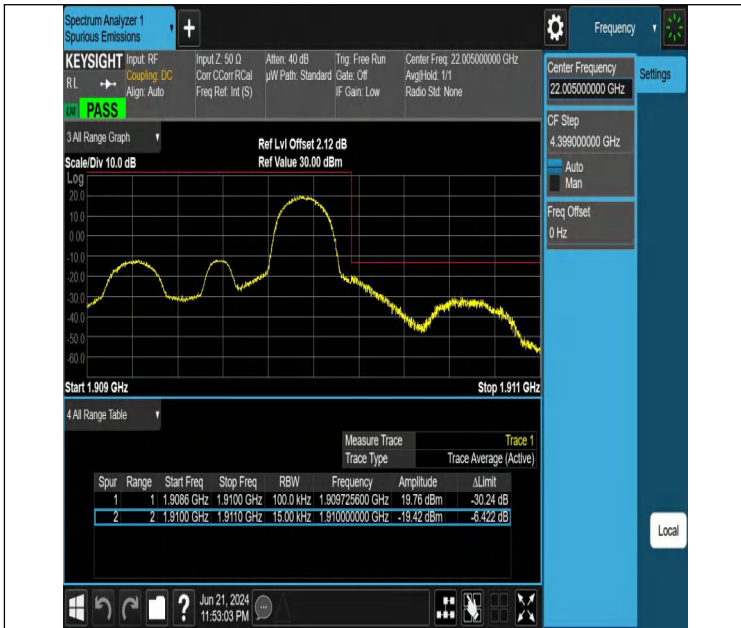 Spectrum Analyzer 1
Spurious Emissions
+
Frequency
KEYSIGHT
RL
Input: RF
Coupling: DC
Align: Auto
Input Z: 50 Ω
Corr CCorr RCal
Freq Ref: Int (S)
Atten: 40 dB
µW Path: Standard
Trig: Free Run
Gate: Off
IF Gain: Low
Center Freq: 22.005000000 GHz
Avg|Hold: 1/1
Radio Std: None
PASS
Center Frequency
22.005000000 GHz
Settings
CF Step
4.399000000 GHz
Auto
Man
Freq Offset
0 Hz
3 All Range Graph
Scale/Div 10.0 dB
Ref Lvl Offset 2.12 dB
Ref Value 30.00 dBm
Log
20.0
10.0
0.00
-10.0
-20.0
-30.0
-40.0
-50.0
-60.0
Start 1.909 GHz
Stop 1.911 GHz
4 All Range Table
Measure Trace Trace 1
Trace Type Trace Average (Active)
Spur Range Start Freq Stop Freq RBW Frequency Amplitude ΔLimit
1 1 1.9086 GHz 1.9100 GHz 100.0 kHz 1.909725600 GHz 19.76 dBm -30.24 dB
2 2 1.9100 GHz 1.9110 GHz 15.00 kHz 1.910000000 GHz -19.42 dBm -6.422 dB
Local
?
Jun 21, 2024
11:53:03 PM